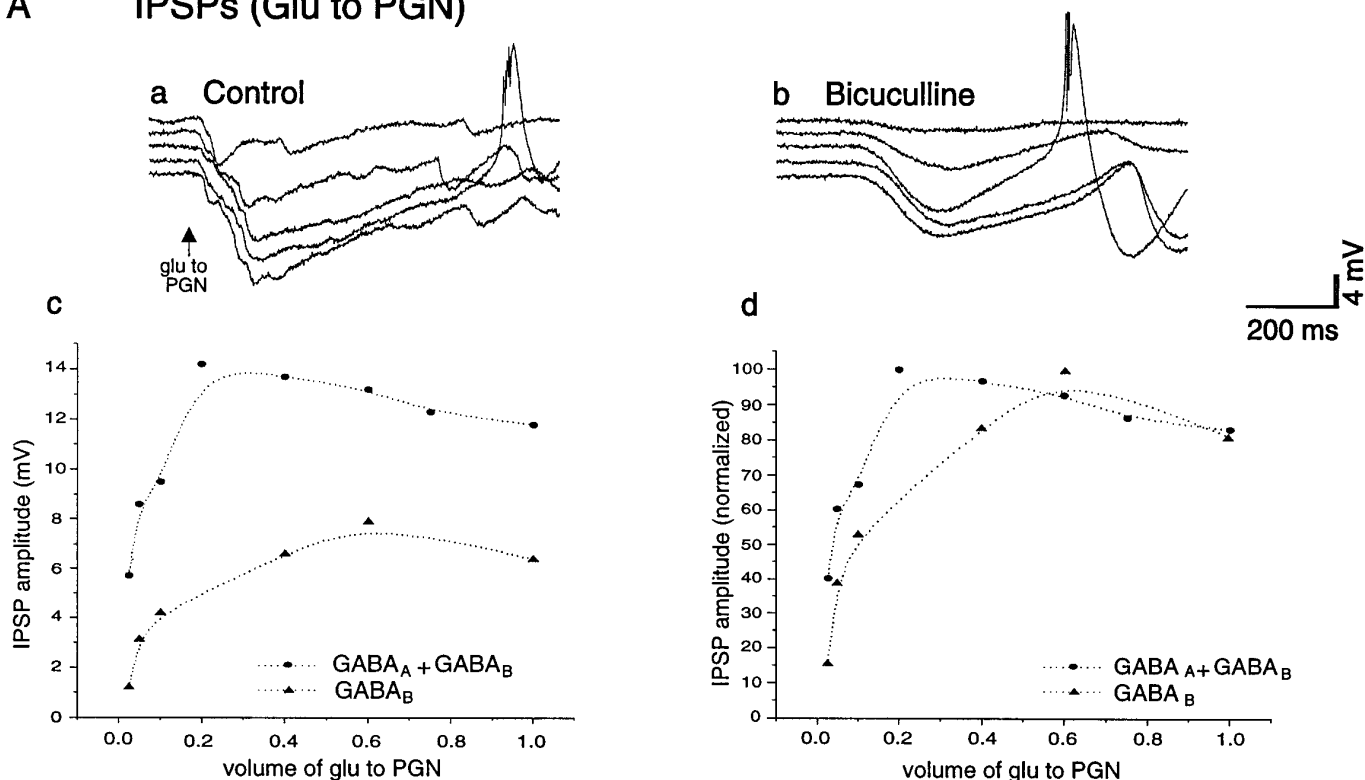 A IPSPs (Glu to PGN)
a Control
b Bicuculline
glu to
PGN
4 mV
200 ms
c
IPSP amplitude (mV)
14
12
10
8
6
4
2
0
0.0 0.2 0.4 0.6 0.8 1.0
volume of glu to PGN
GABA A + GABA B
GABA B
d
IPSP amplitude (normalized)
100
90
80
70
60
50
40
30
20
10
0
0.0 0.2 0.4 0.6 0.8 1.0
volume of glu to PGN
GABA A + GABA B
GABA B